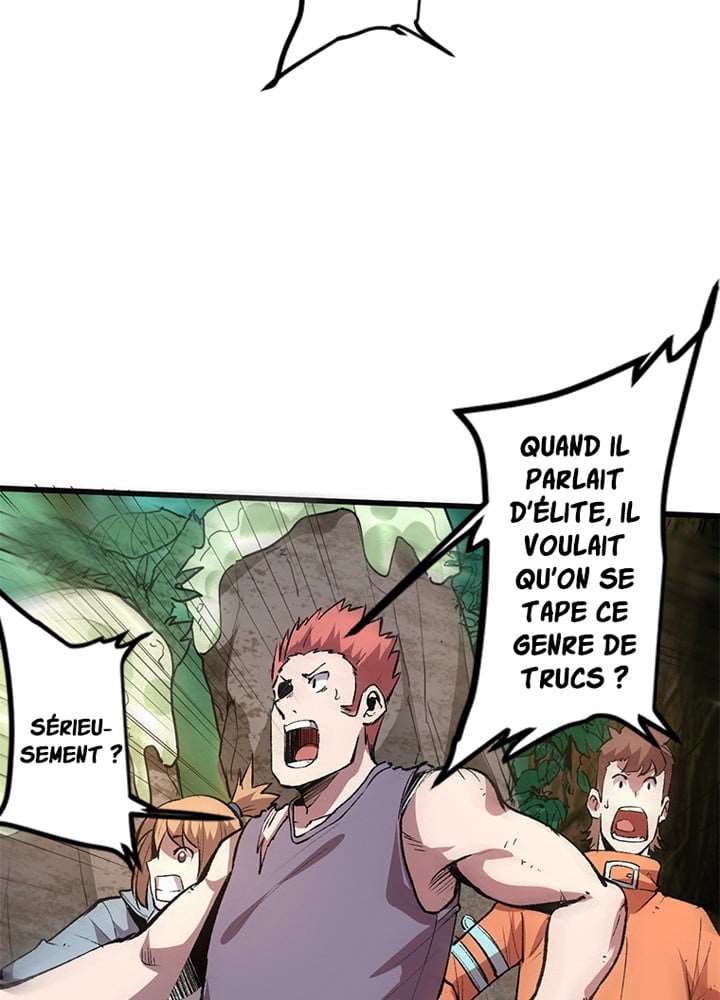 QUAND IL
PARLAIT
D'ÉLITE, IL
VOULAIT
QU'ON SE
TAPE CE
GENRE DE
TRUCS ?
SÉRIEU-
SEMENT ?